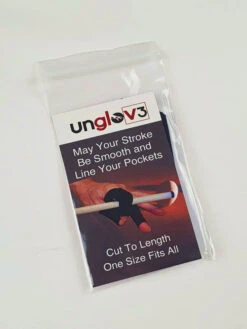 unglov3
May Your Stroke
Be Smooth and
Line Your Pockets
Cut To Length
One Size Fits All